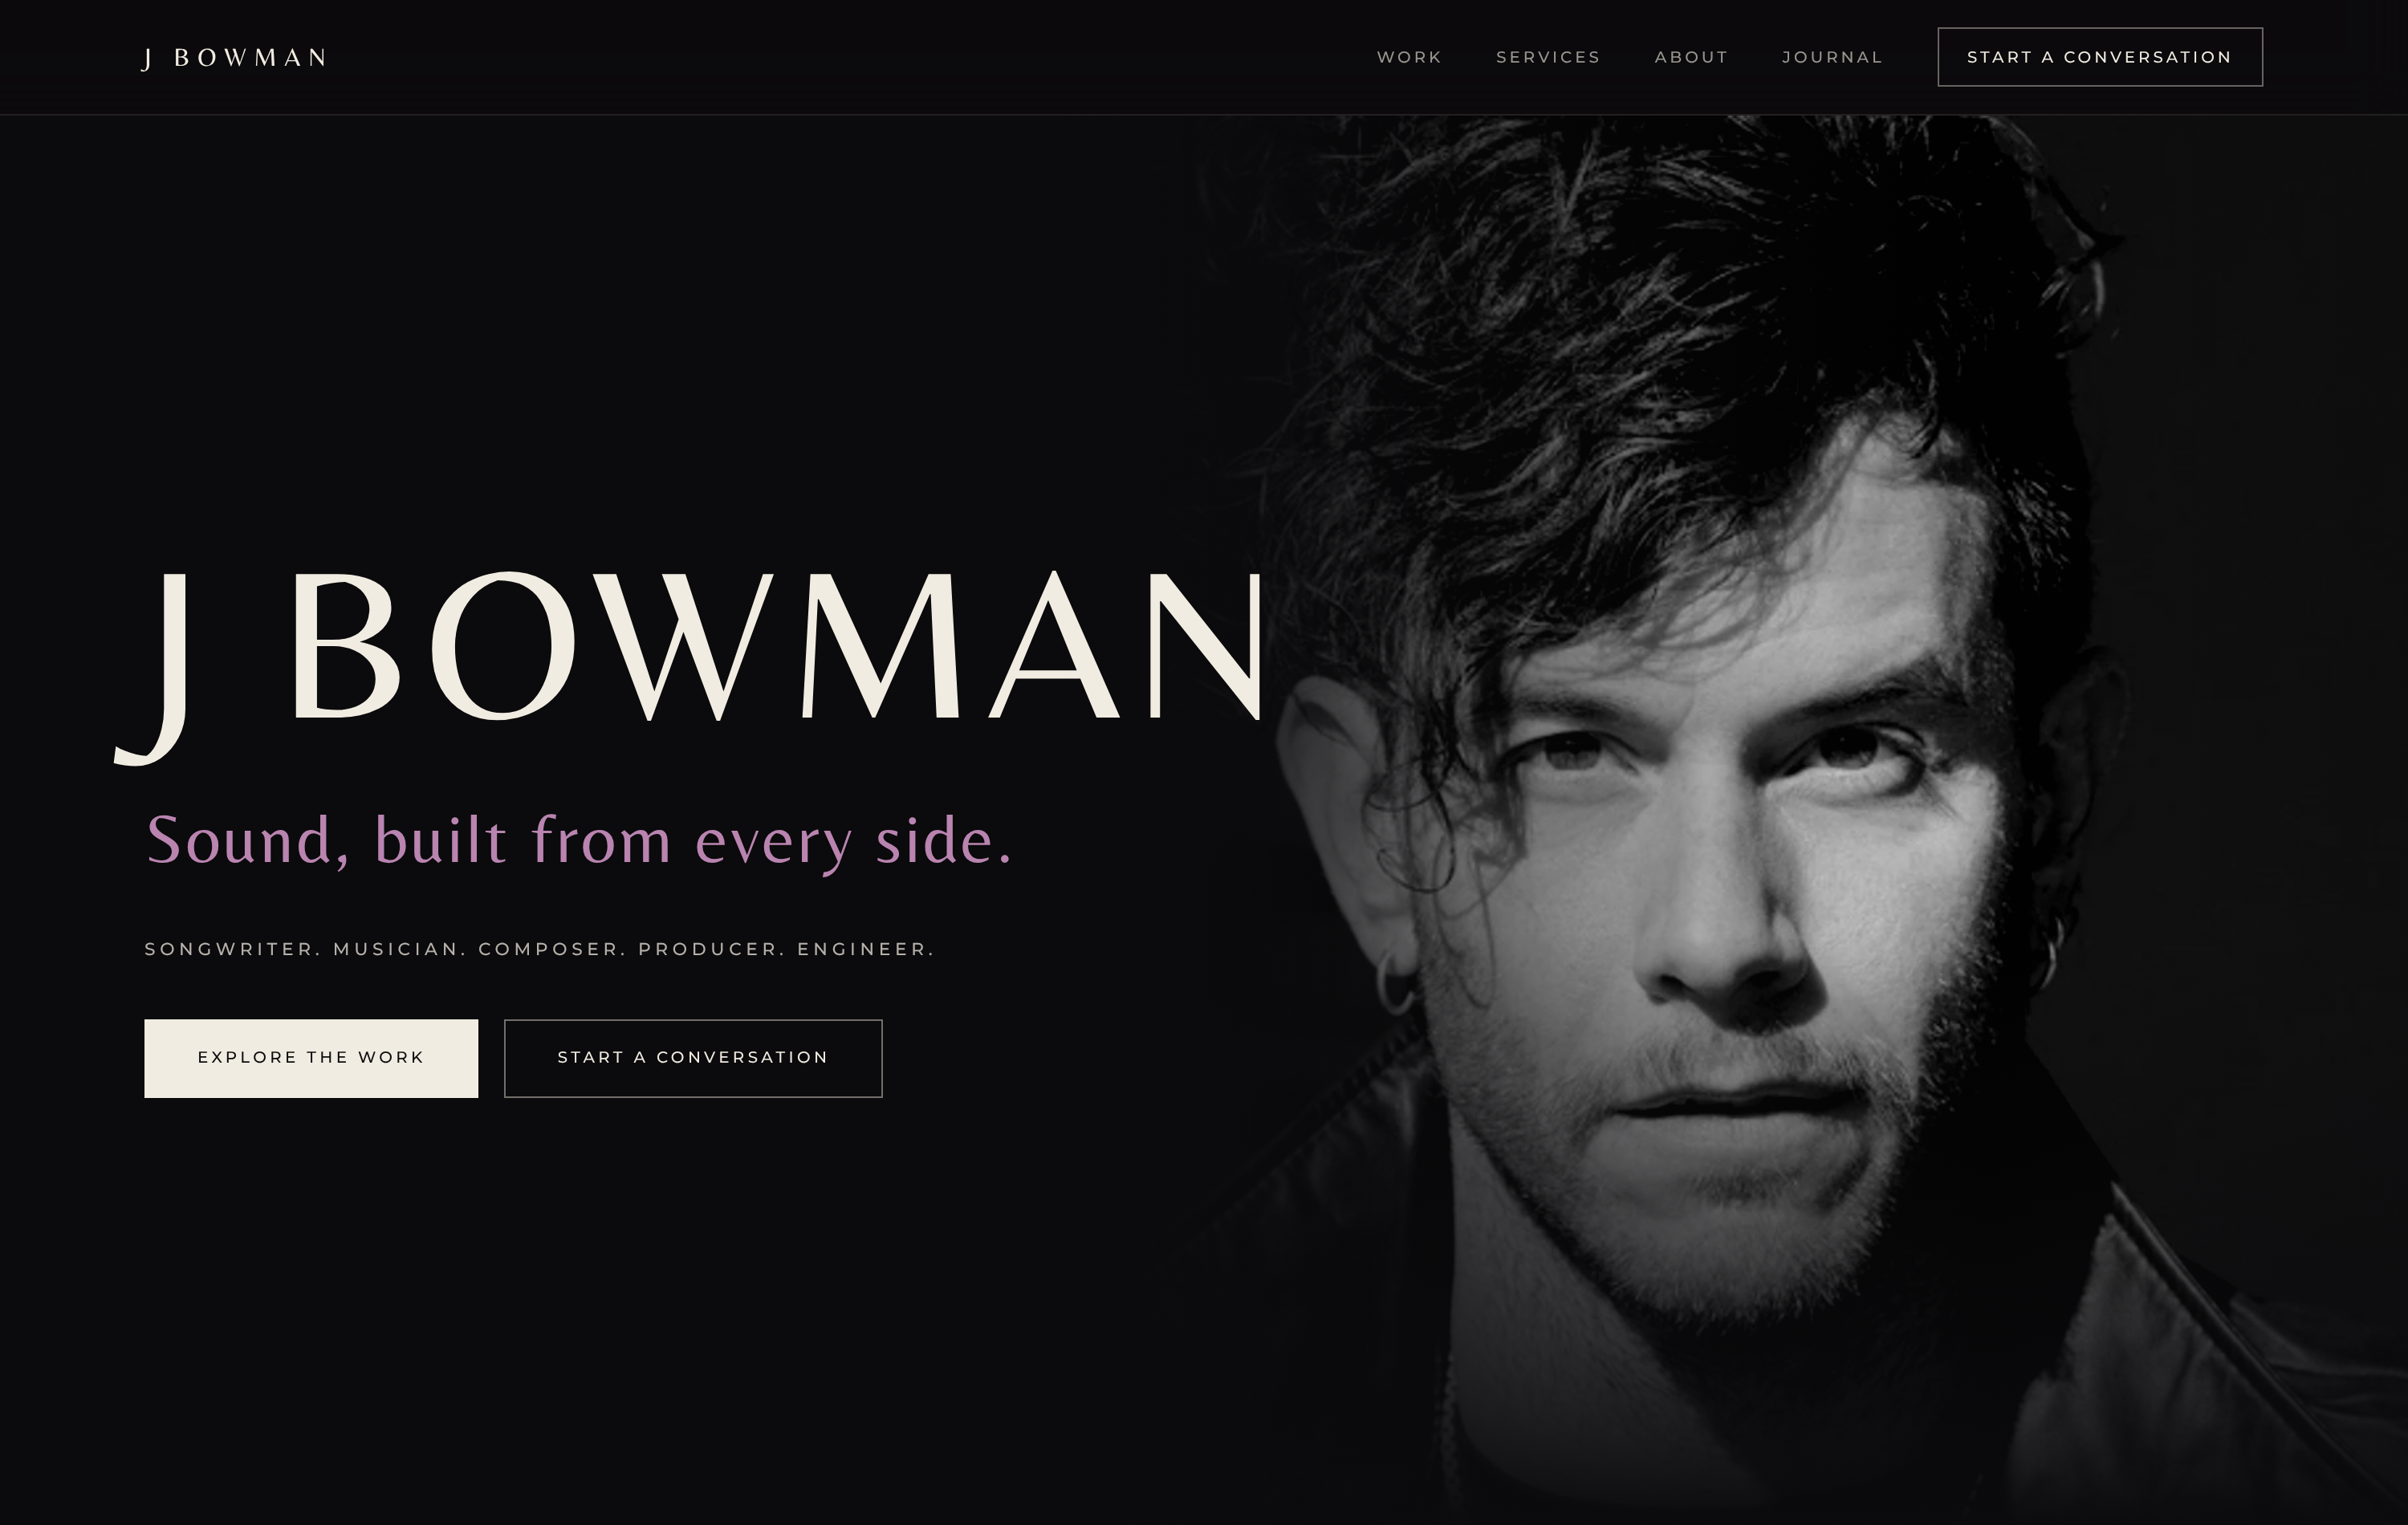 J BOWMAN
WORK SERVICES ABOUT JOURNAL START A CONVERSATION
J BOWMAN
Sound, built from every side.
SONGWRITER. MUSICIAN. COMPOSER. PRODUCER. ENGINEER.
EXPLORE THE WORK START A CONVERSATION